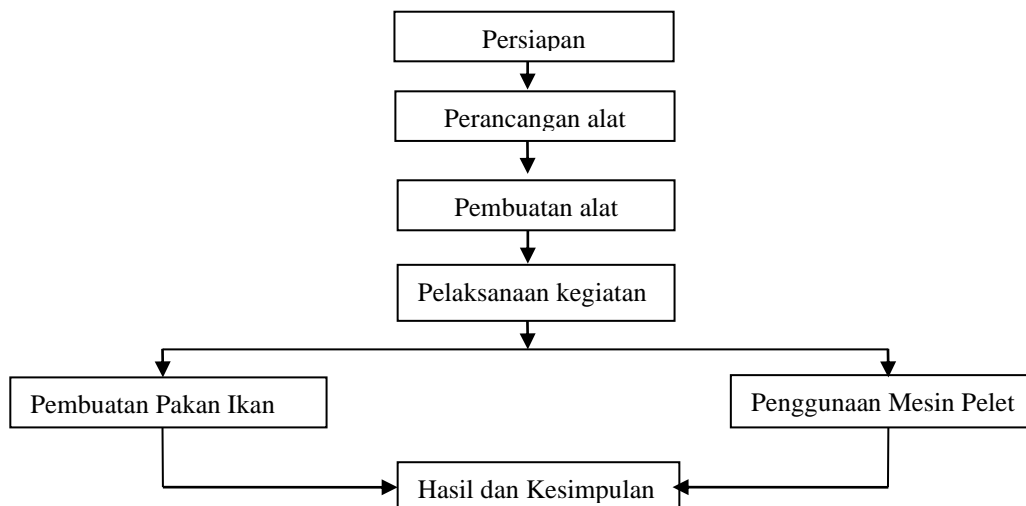 Persiapan
Perancangan alat
Pembuatan alat
Pelaksanaan kegiatan
Pembuatan Pakan Ikan
Penggunaan Mesin Pelet
Hasil dan Kesimpulan